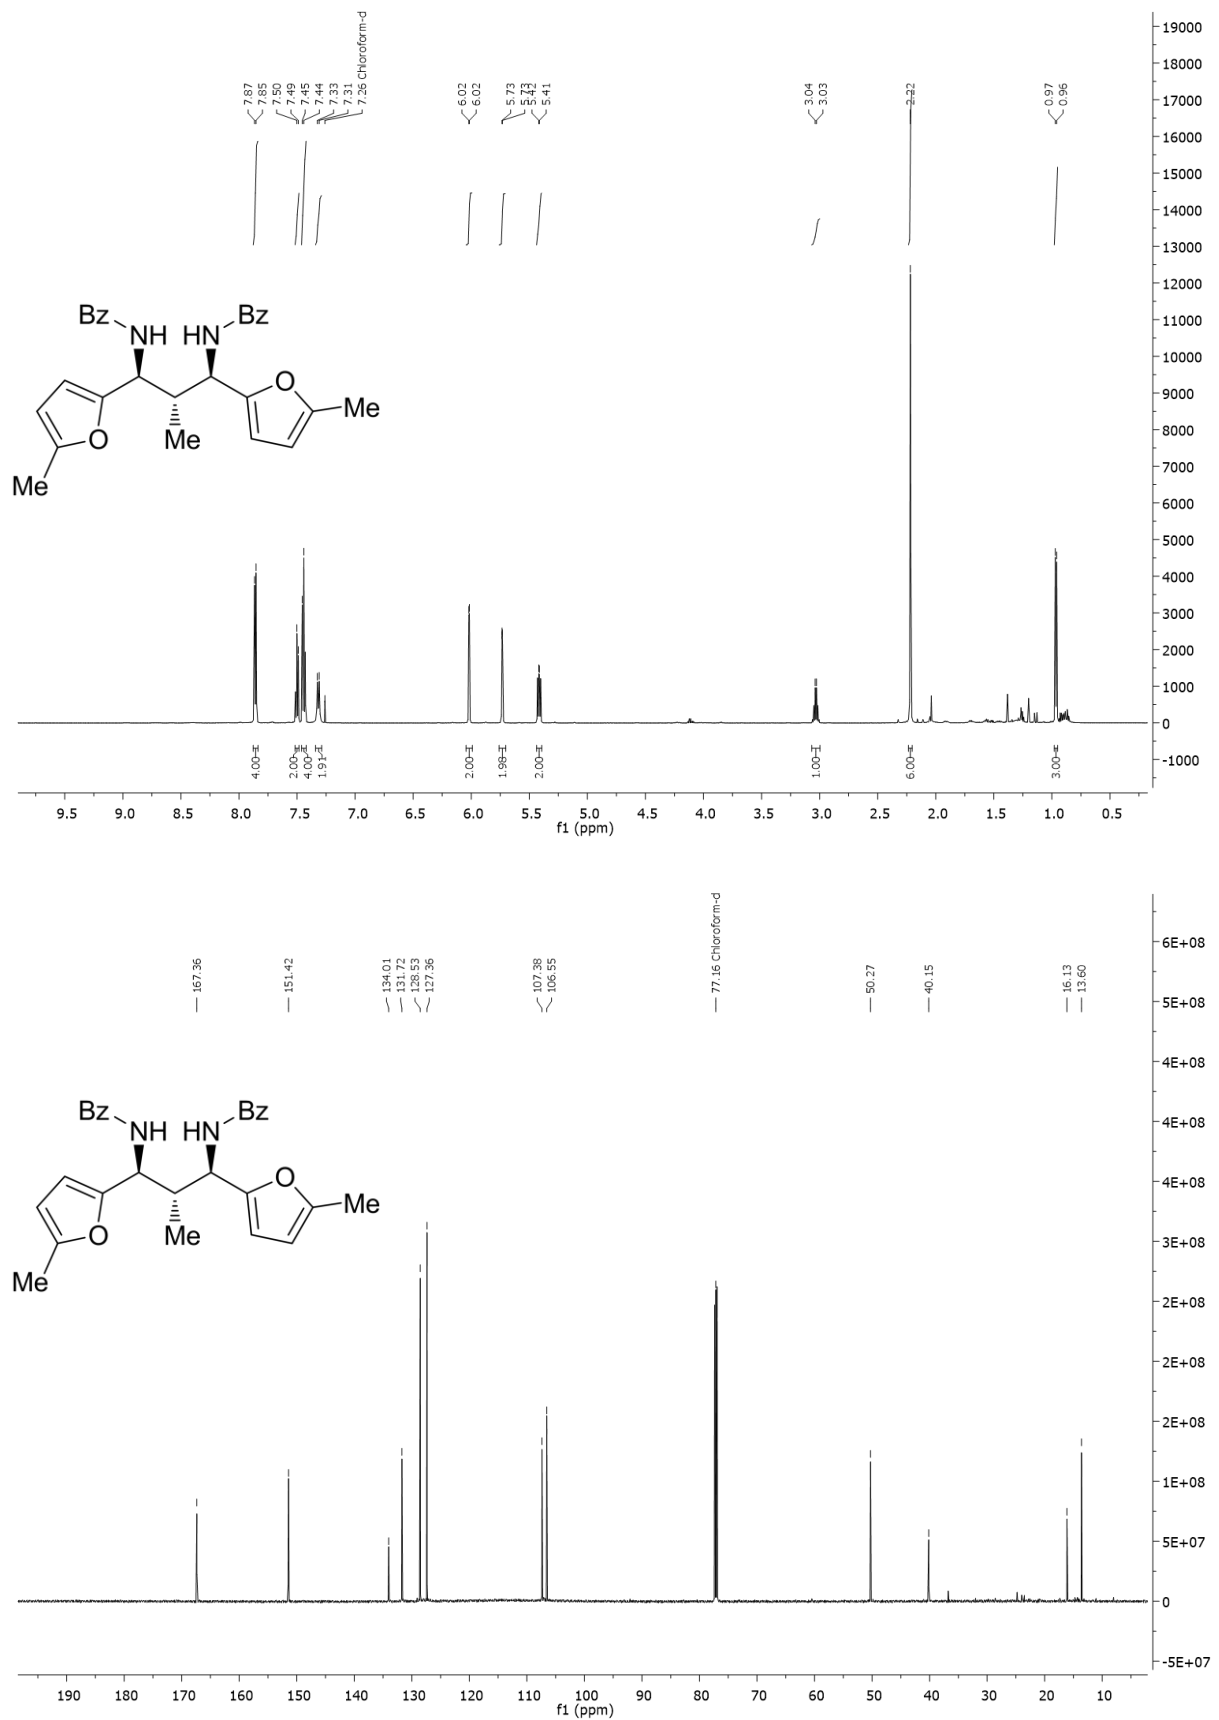 7.87
7.85
7.50
7.49
7.45
7.44
7.33
7.31
7.26 Chloroform-d
6.02
6.02
5.73
5.73
5.42
5.41
3.04
3.03
2.22
0.97
0.96
19000
18000
17000
16000
15000
14000
13000
12000
11000
10000
9000
8000
7000
6000
5000
4000
3000
2000
1000
0
-1000
Bz NH HN Bz
O
Me
Me
O
Me
4.00
2.00
4.00
1.91
2.00
1.98
2.00
1.00
6.00
3.00
9.5 9.0 8.5 8.0 7.5 7.0 6.5 6.0 5.5 5.0 4.5 4.0 3.5 3.0 2.5 2.0 1.5 1.0 0.5
f1 (ppm)
167.36
151.42
134.01
131.72
128.53
127.36
107.38
106.55
77.16 Chloroform-d
50.27
40.15
16.13
13.60
6E+08
5E+08
5E+08
4E+08
4E+08
4E+08
3E+08
2E+08
2E+08
2E+08
1E+08
5E+07
0
-5E+07
Bz NH HN Bz
O
Me
Me
O
Me
190 180 170 160 150 140 130 120 110 100 90 80 70 60 50 40 30 20 10
f1 (ppm)